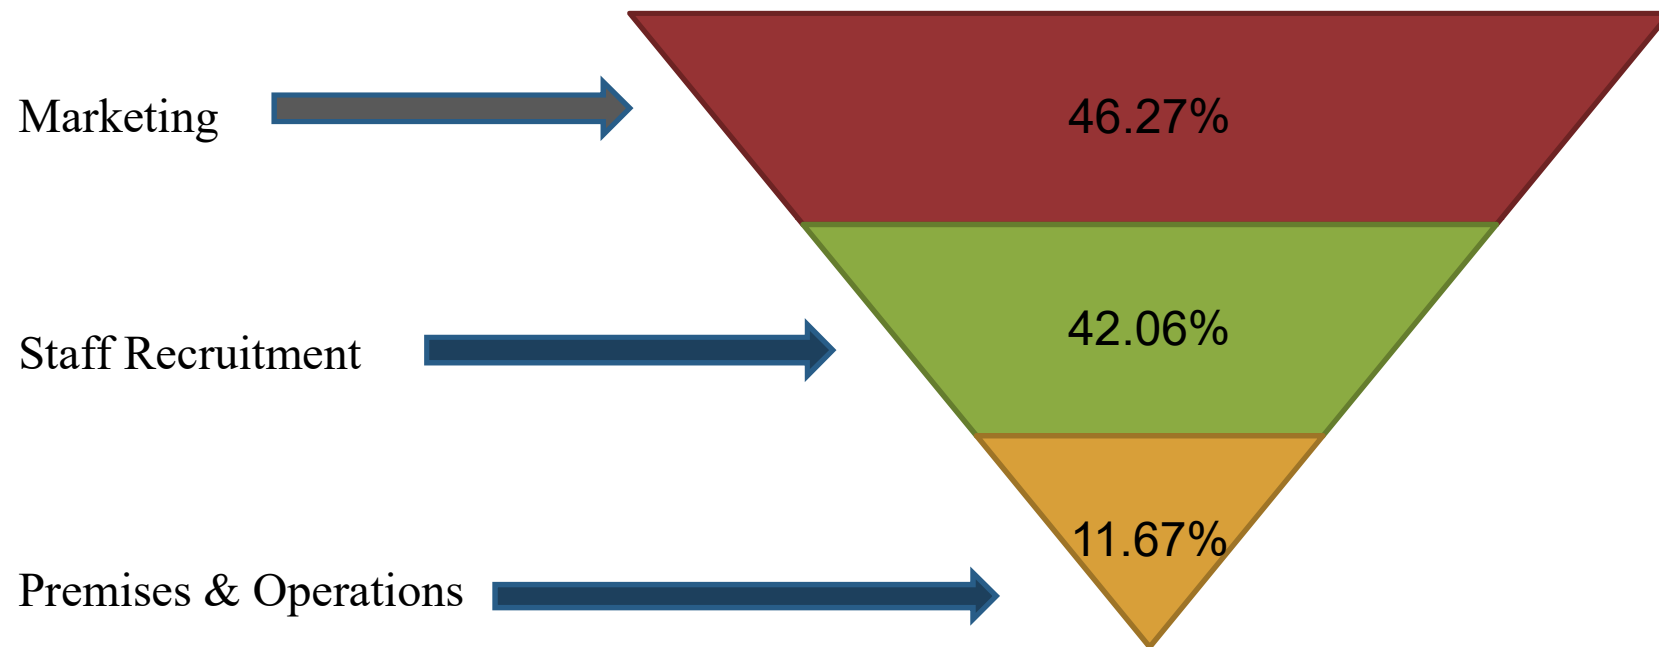 Marketing
46.27%
Staff Recruitment
42.06%
Premises & Operations
11.67%